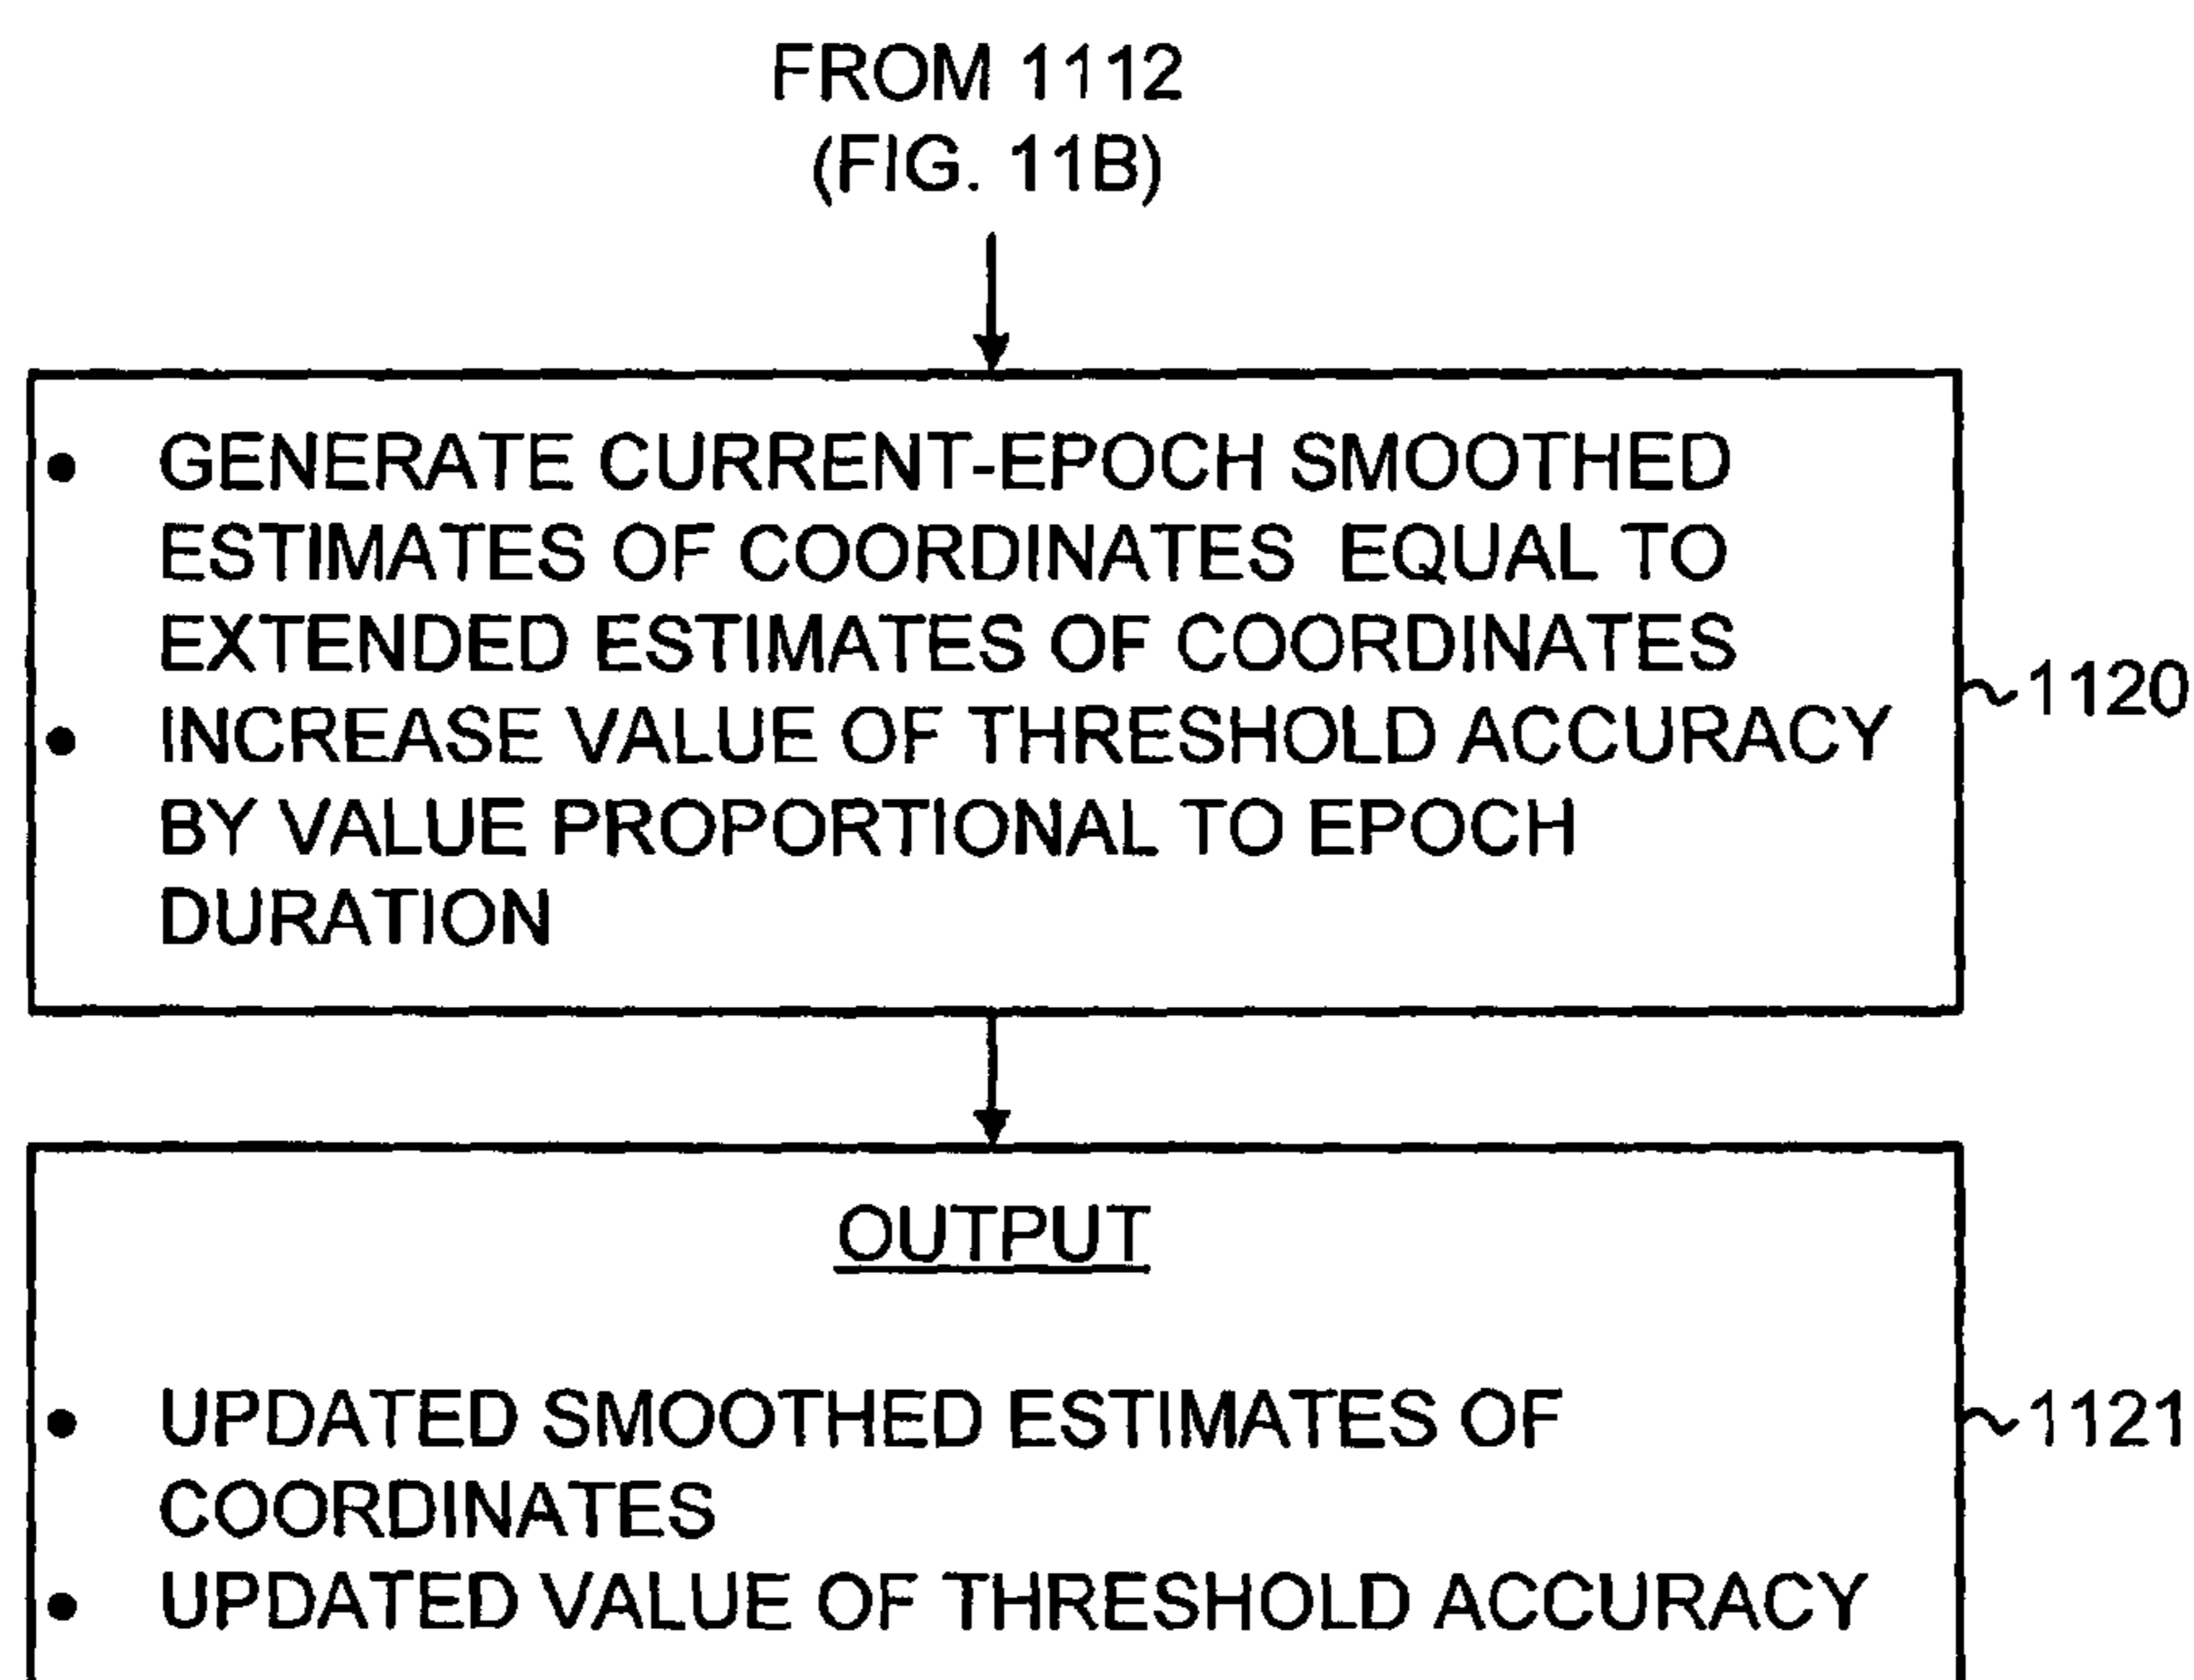 FROM 1112
(FIG. 11B)
• GENERATE CURRENT-EPOCH SMOOTHED
ESTIMATES OF COORDINATES EQUAL TO
EXTENDED ESTIMATES OF COORDINATES
• INCREASE VALUE OF THRESHOLD ACCURACY
BY VALUE PROPORTIONAL TO EPOCH
DURATION
1120
OUTPUT
• UPDATED SMOOTHED ESTIMATES OF
COORDINATES
• UPDATED VALUE OF THRESHOLD ACCURACY
1121